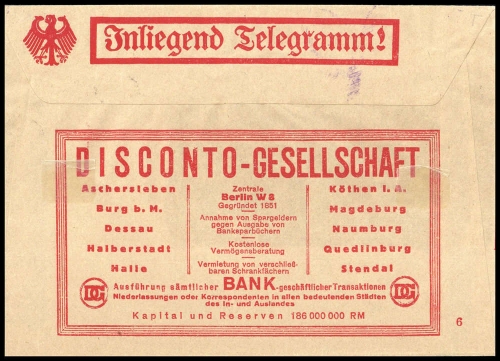 Inliegend Telegramm!
DISCONTO-GESELLSCHAFT
Aschersleben
Burg b. M.
Dessau
Halberstadt
Halle
Zentrale
Berlin W 8
Gegründet 1851
Annahme von Spargeldern
gegen Ausgabe von
Banksparbüchern
Kostenlose
Vermögensberatung
Vermietung von verschließ-
baren Schrankfächern
Köthen i. A.
Magdeburg
Naumburg
Quedlinburg
Stendal
DG
Ausführung sämtlicher BANK-geschäftlicher Transaktionen
Niederlassungen oder Korrespondenten in allen bedeutenden Städten
des In- und Auslandes
DG
Kapital und Reserven 186 000 000 RM
6